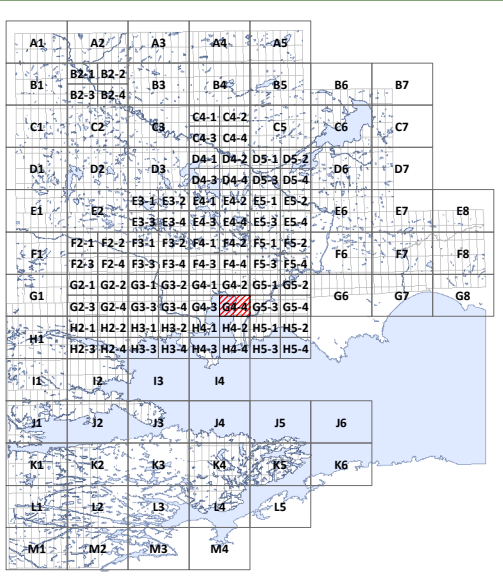 A1 A2 A3 A4 A5
B2-1 B2-2
B1 B3 B4 B5 B6 B7
B2-3 B2-4
C4-1 C4-2
C1 C2 C3 C5 C6 C7
C4-3 C4-4
D4-1 D4-2 D5-1 D5-2
D1 D2 D3 D6 D7
D4-3 D4-4 D5-3 D5-4
E3-1 E3-2 E4-1 E4-2 E5-1 E5-2
E1 E2 E6 E7 E8
E3-3 E3-4 E4-3 E4-4 E5-3 E5-4
F2-1 F2-2 F3-1 F3-2 F4-1 F4-2 F5-1 F5-2
F1 F6 F7 F8
F2-3 F2-4 F3-3 F3-4 F4-3 F4-4 F5-3 F5-4
G2-1 G2-2 G3-1 G3-2 G4-1 G4-2 G5-1 G5-2
G1 G6 G7 G8
G2-3 G2-4 G3-3 G3-4 G4-3 G4-4 G5-3 G5-4
H2-1 H2-2 H3-1 H3-2 H4-1 H4-2 H5-1 H5-2
H1
H2-3 H2-4 H3-3 H3-4 H4-3 H4-4 H5-3 H5-4
I1 I2 I3 I4
J1 J2 J3 J4 J5 J6
K1 K2 K3 K4 K5 K6
L1 L2 L3 L4 L5
M1 M2 M3 M4